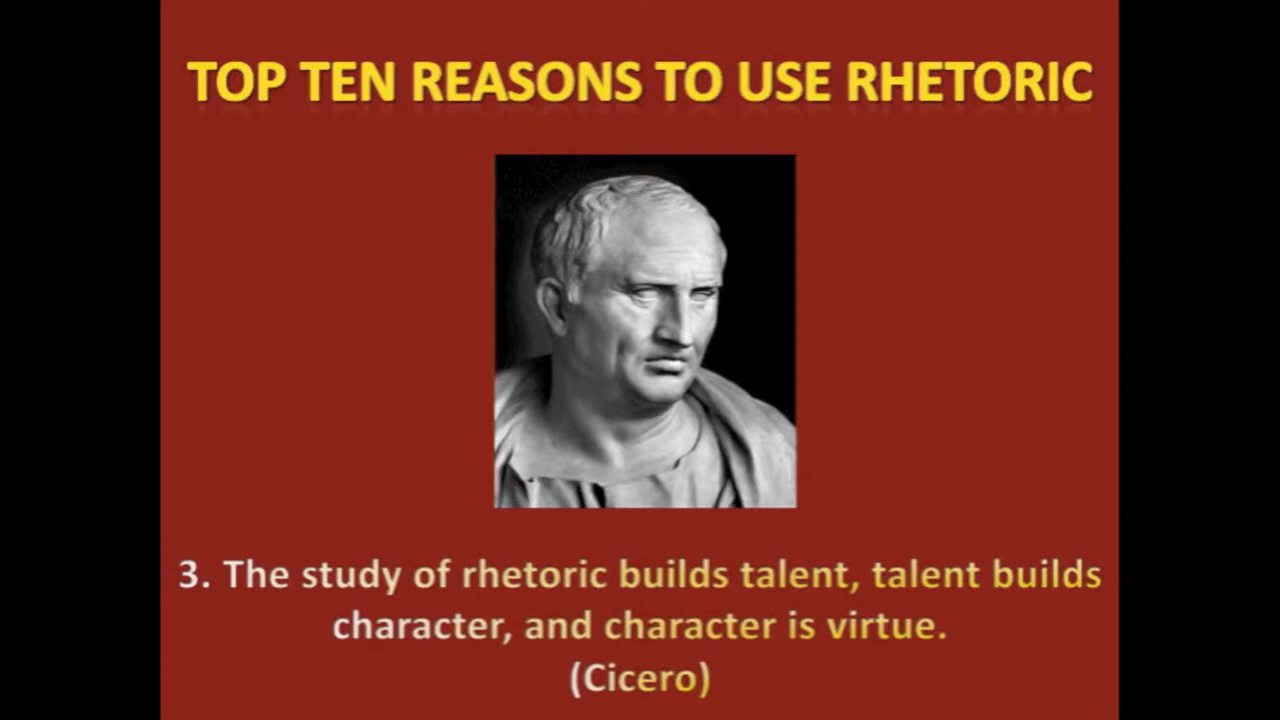 TOP TEN REASONS TO USE RHETORIC
3. The study of rhetoric builds talent, talent builds
character, and character is virtue.
(Cicero)